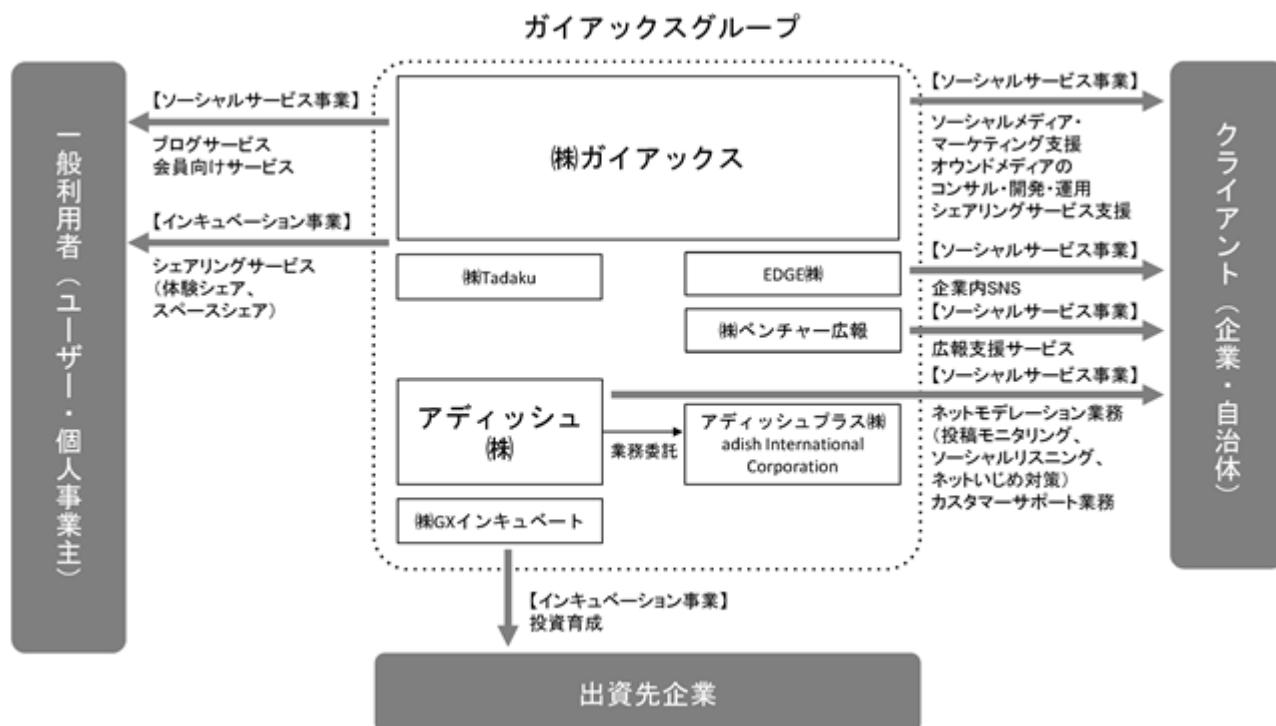 ガイアックスグループ
一般利用者（ユーザー・個人事業主）
【ソーシャルサービス事業】
ブログサービス
会員向けサービス
【インキュベーション事業】
シェアリングサービス
（体験シェア、
スペースシェア）
㈱ガイアックス
㈱Tadaku
EDGE㈱
㈱ベンチャー広報
アディッシュ
㈱
業務委託
アディッシュプラス㈱
adish International
Corporation
㈱GXインキュベート
【インキュベーション事業】
投資育成
出資先企業
【ソーシャルサービス事業】
ソーシャルメディア・
マーケティング支援
オウンドメディアの
コンサル・開発・運用
シェアリングサービス支援
【ソーシャルサービス事業】
企業内SNS
【ソーシャルサービス事業】
広報支援サービス
【ソーシャルサービス事業】
ネットモデレーション業務
（投稿モニタリング、
ソーシャルリスニング、
ネットいじめ対策）
カスタマーサポート業務
クライアント（企業・自治体）